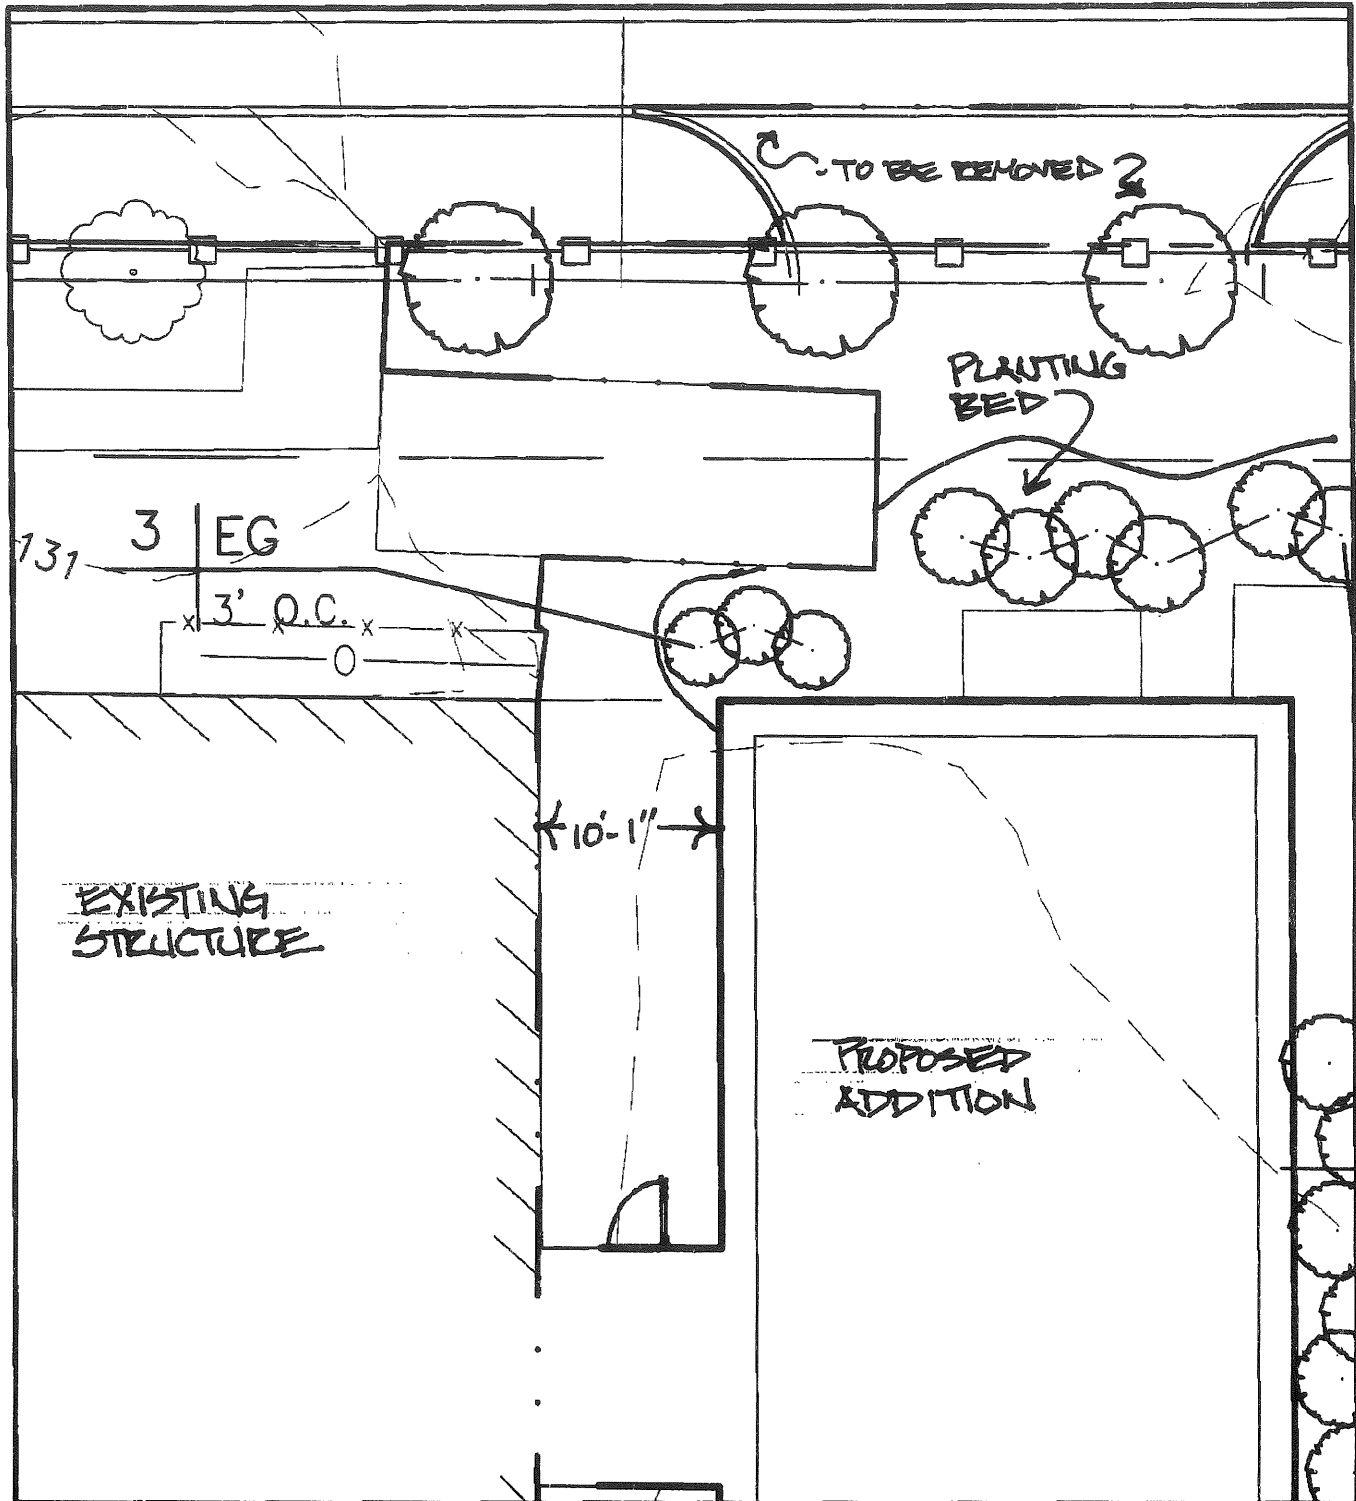 TO BE REMOVED ?
PLANTING
BED
3 EG
131
3' O.C.
O
10'-1"
EXISTING
STRUCTURE
PROPOSED
ADDITION